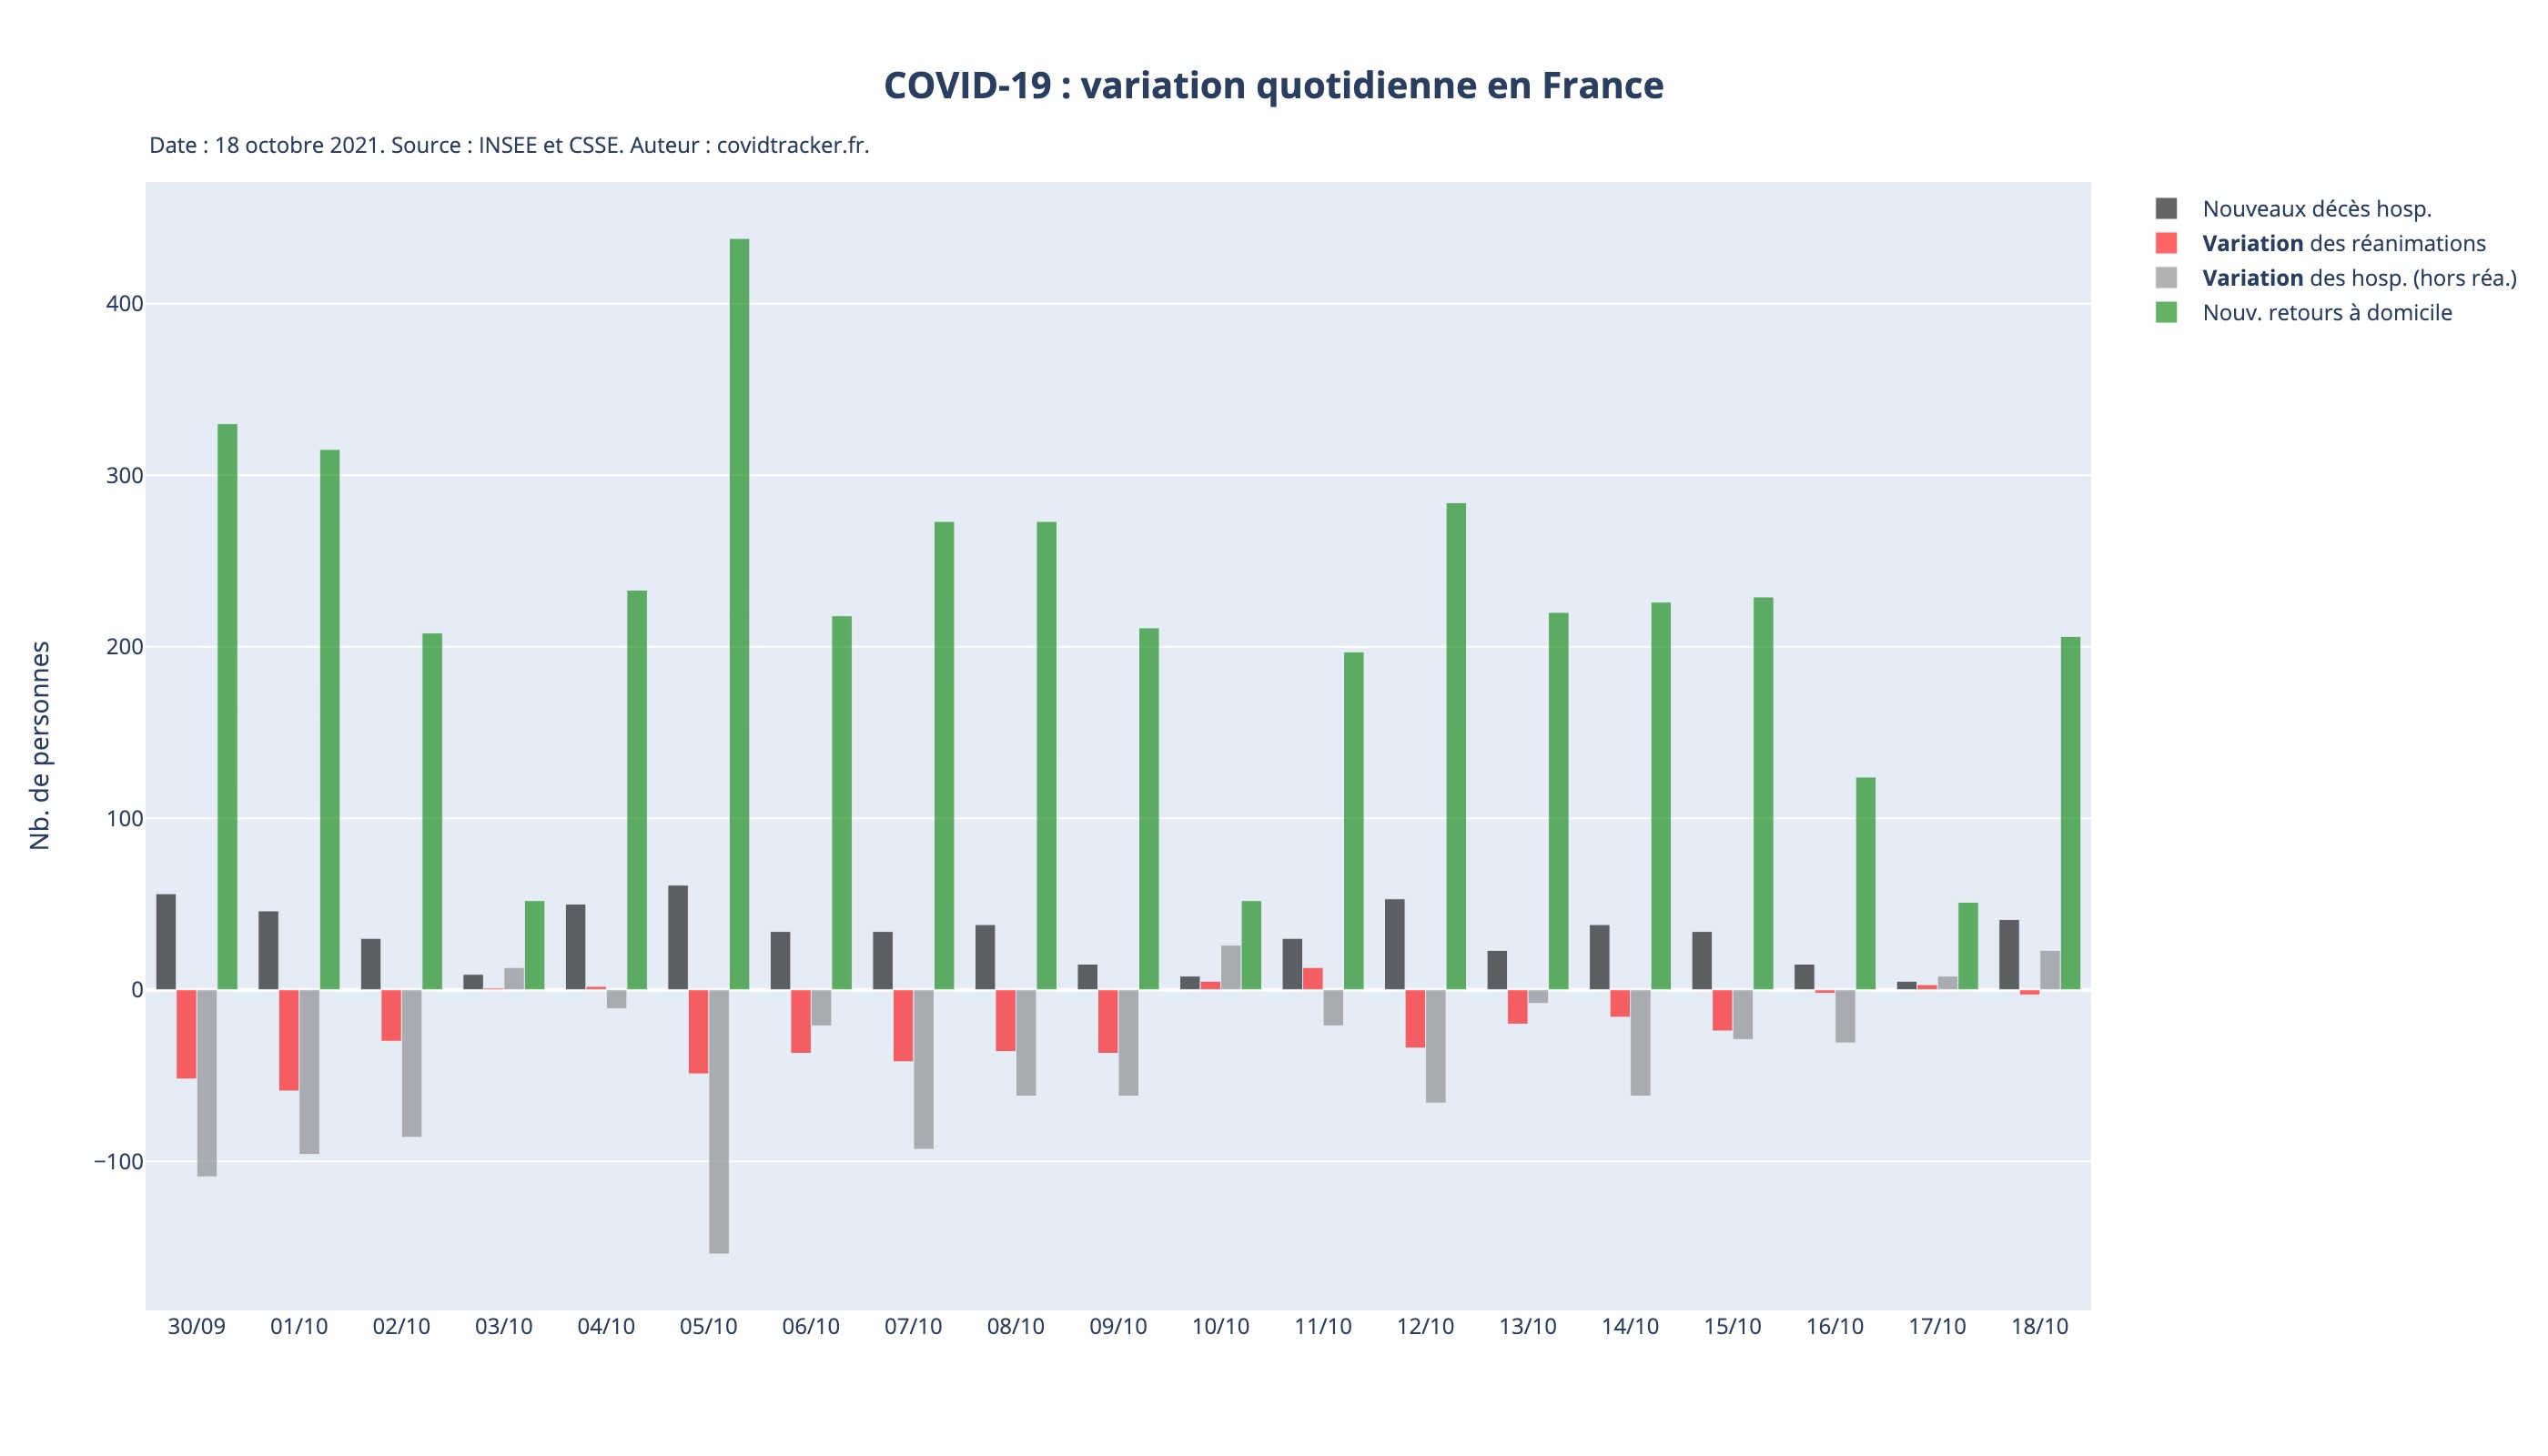 COVID-19 : variation quotidienne en France
Date : 18 octobre 2021. Source : INSEE et CSSE. Auteur : covidtracker.fr.
Nouveaux décès hosp.
Variation des réanimations
Variation des hosp. (hors réa.)
Nouv. retours à domicile
Nb. de personnes
400
300
200
100
0
−100
30/09 01/10 02/10 03/10 04/10 05/10 06/10 07/10 08/10 09/10 10/10 11/10 12/10 13/10 14/10 15/10 16/10 17/10 18/10